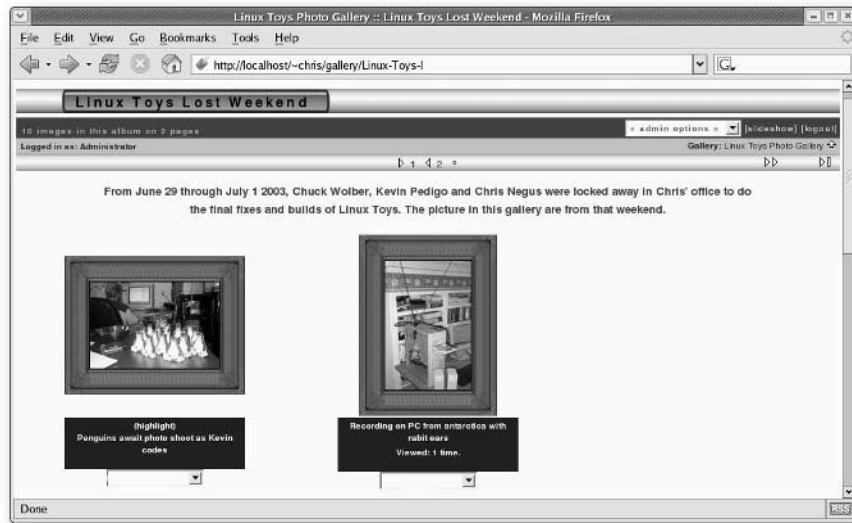 Linux Toys Photo Gallery :: Linux Toys Lost Weekend - Mozilla Firefox
File Edit View Go Bookmarks Tools Help
http://localhost/~chris/gallery/Linux-Toys-l
G
Linux Toys Lost Weekend
10 images in this album on 2 pages
« admin options » [slideshow] [logout]
Logged in as: Administrator
Gallery: Linux Toys Photo Gallery
1 2
From June 29 through July 1 2003, Chuck Wolber, Kevin Pedigo and Chris Negus were locked away in Chris' office to do
the final fixes and builds of Linux Toys. The picture in this gallery are from that weekend.
(highlight)
Penguins await photo shoot as Kevin
codes
Recording on PC from antarctica with
rabit ears
Viewed: 1 time.
Done
RSS